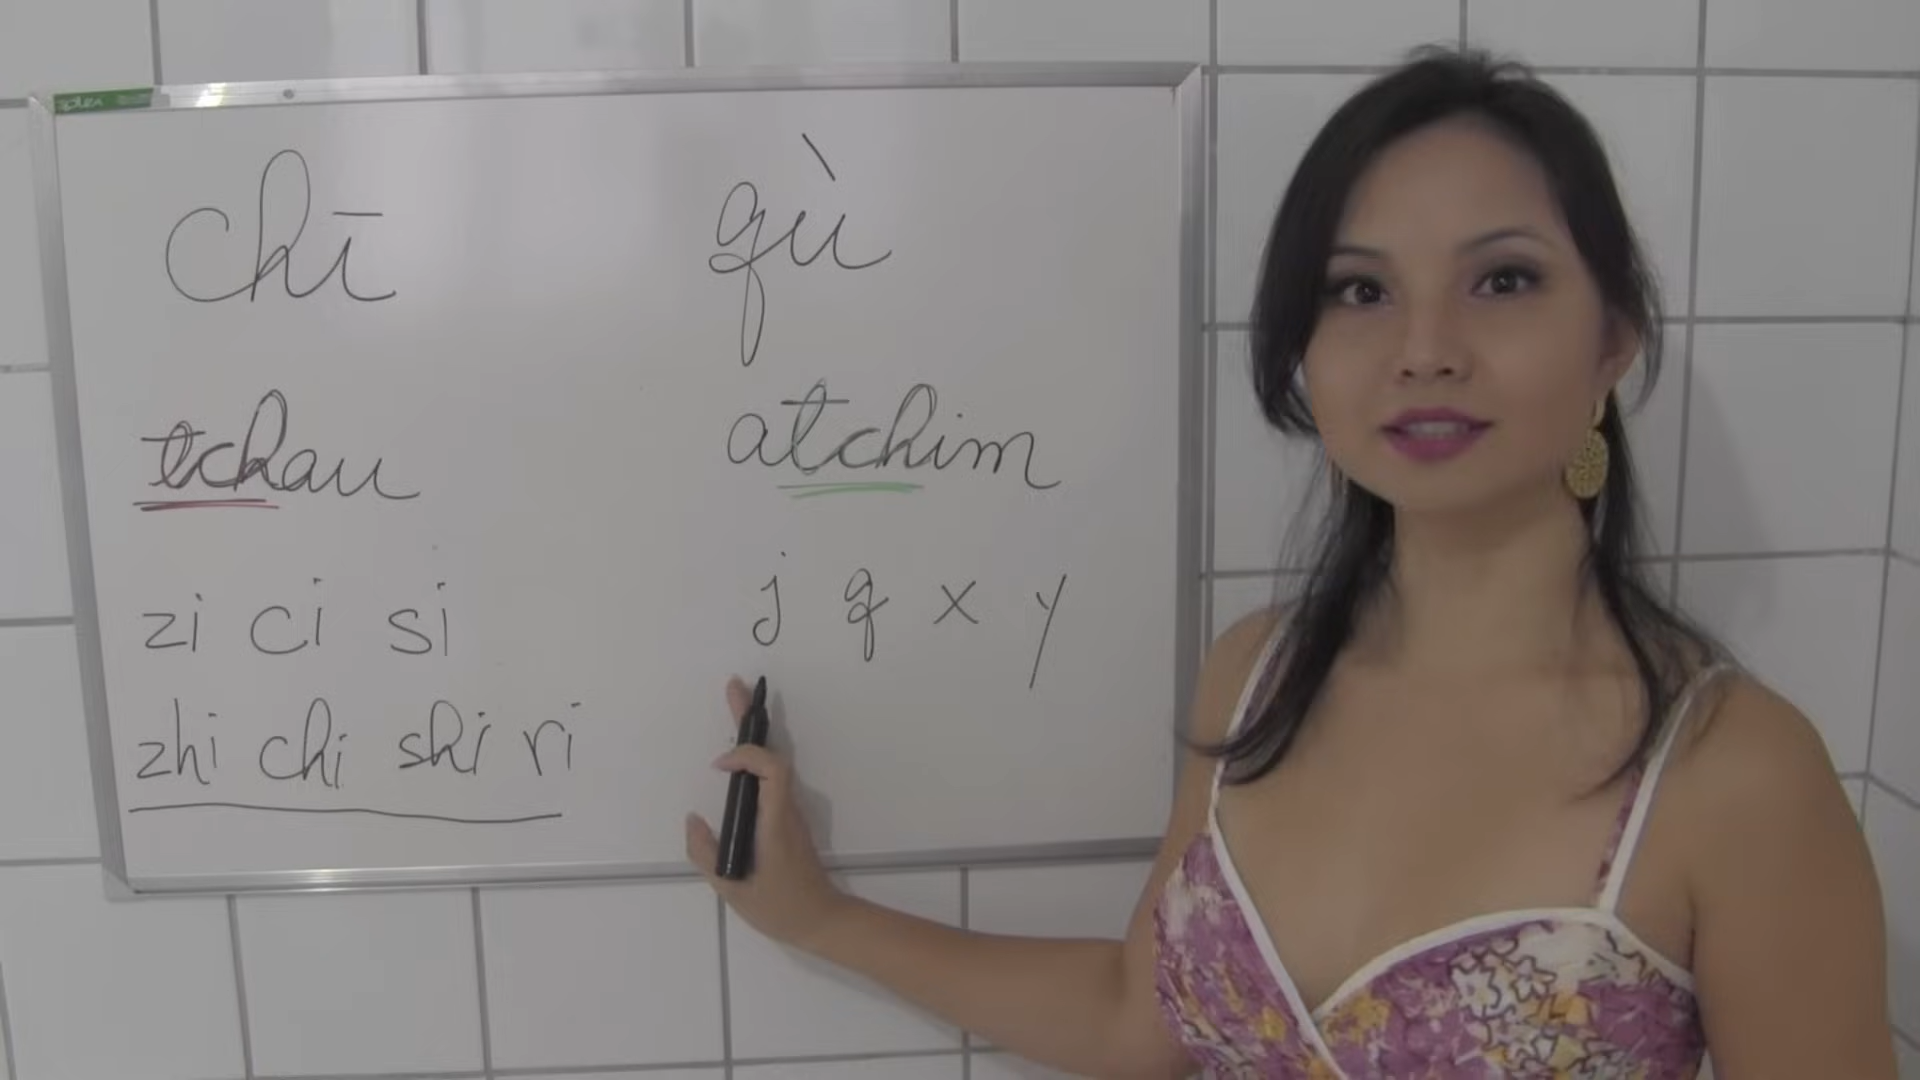 chī qù
tchau atchim
zi ci si j q x y
zhi chi shi ri